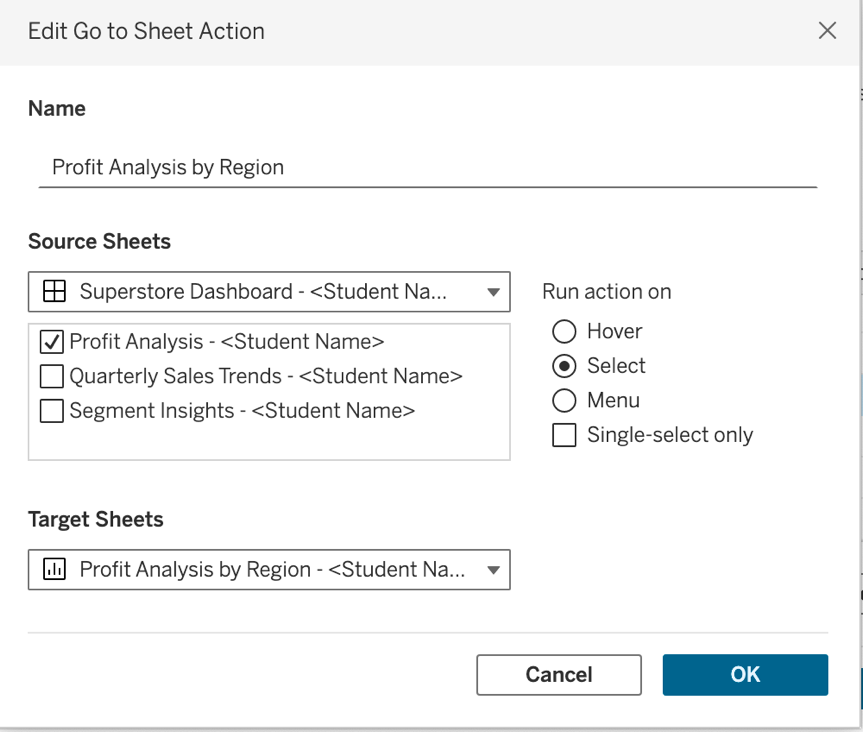 Edit Go to Sheet Action
Name
Profit Analysis by Region
Source Sheets
Superstore Dashboard - <Student Na...
Run action on
Profit Analysis - <Student Name>
Quarterly Sales Trends - <Student Name>
Segment Insights - <Student Name>
Hover
Select
Menu
Single-select only
Target Sheets
Profit Analysis by Region - <Student Na...
Cancel
OK